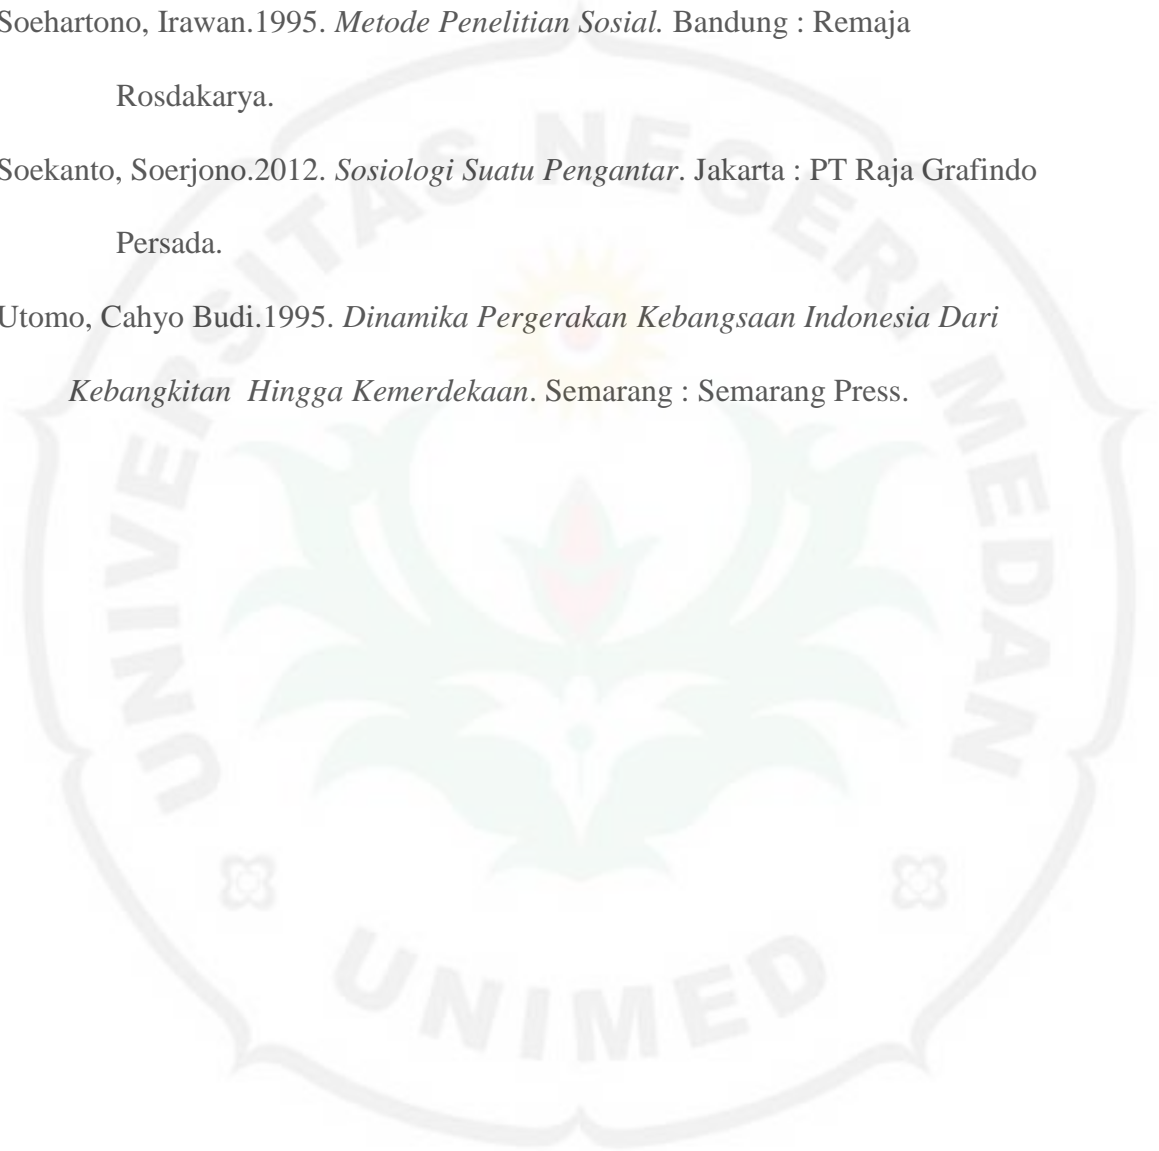 Soehartono, Irawan.1995. Metode Penelitian Sosial. Bandung : Remaja
Rosdakarya.
Soekanto, Soerjono.2012. Sosiologi Suatu Pengantar. Jakarta : PT Raja Grafindo
Persada.
Utomo, Cahyo Budi.1995. Dinamika Pergerakan Kebangsaan Indonesia Dari
Kebangkitan  Hingga Kemerdekaan. Semarang : Semarang Press.
UNIVERSITAS NEGERI MEDAN
UNIMED